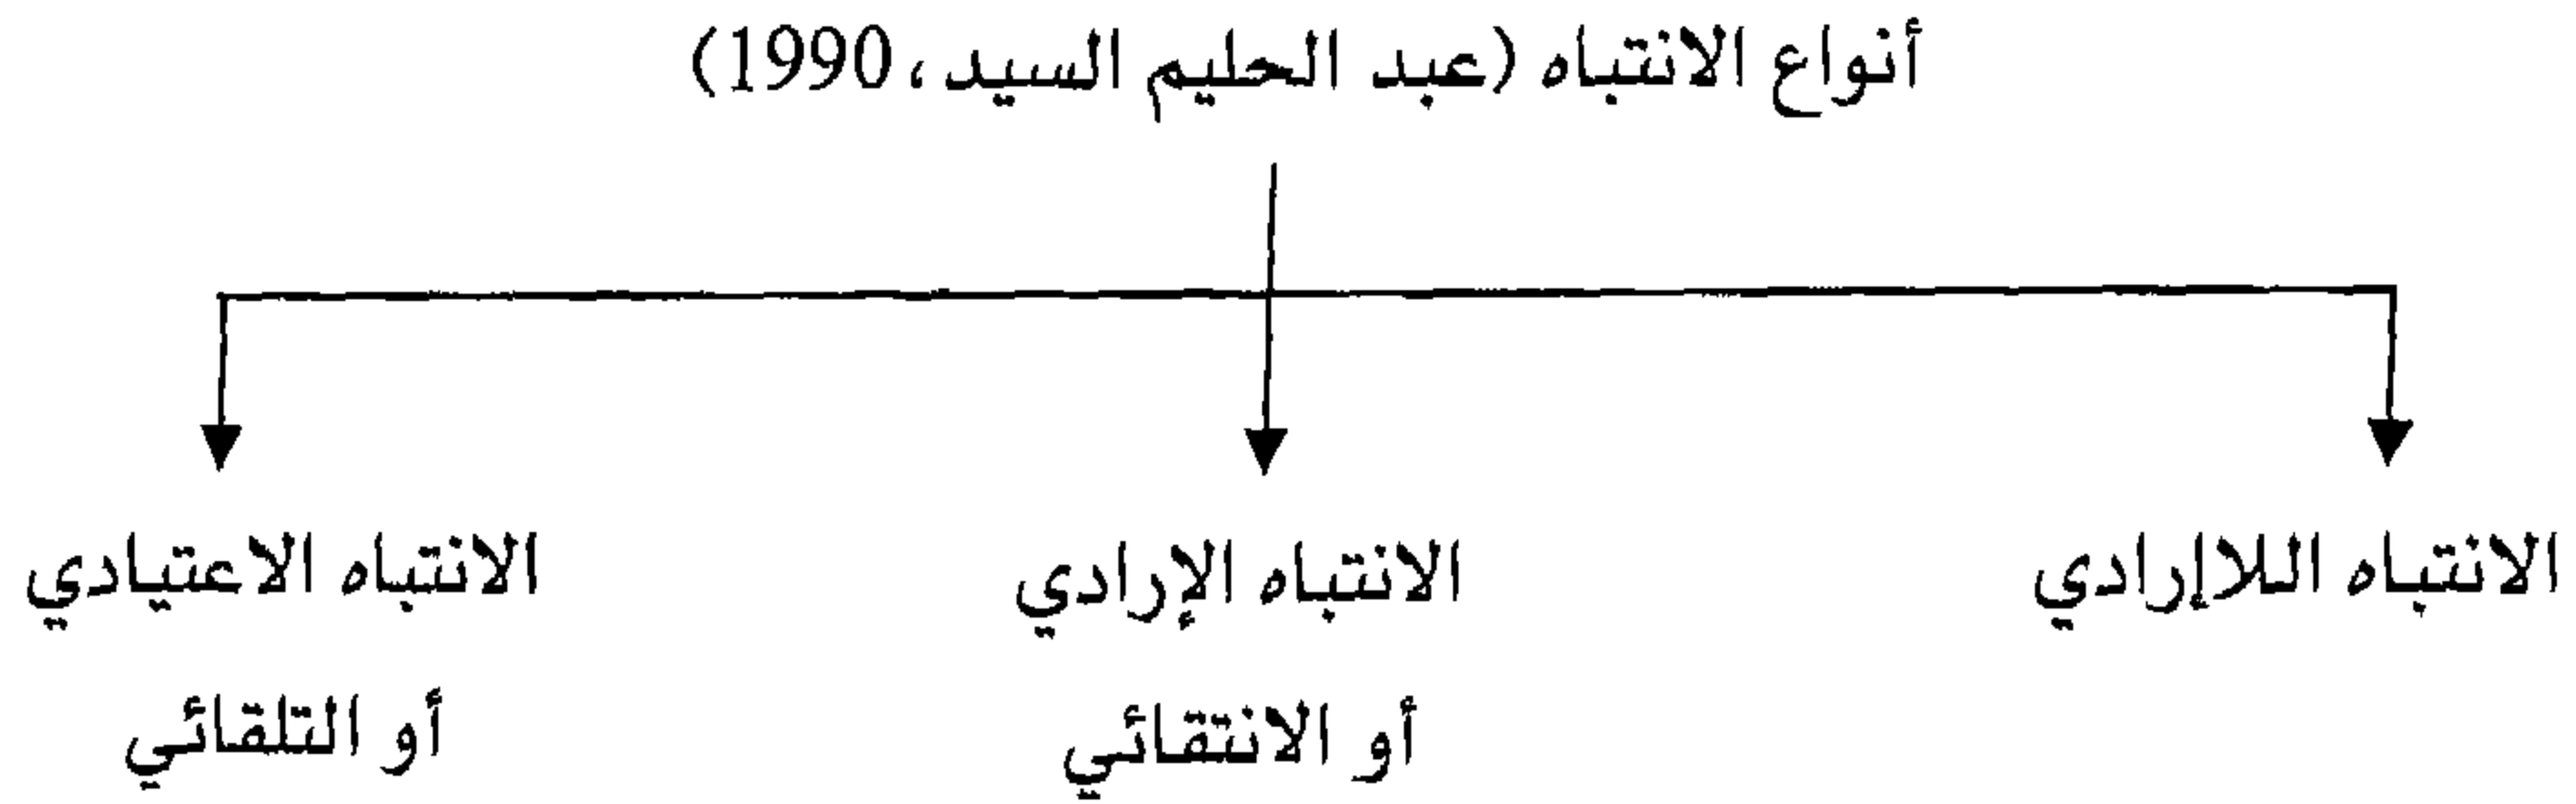 أنواع الانتباه (عبد الحليم السيد، 1990)
الانتباه اللاإرادي
الانتباه الإرادي
أو الانتقائي
الانتباه الاعتيادي
أو التلقائي